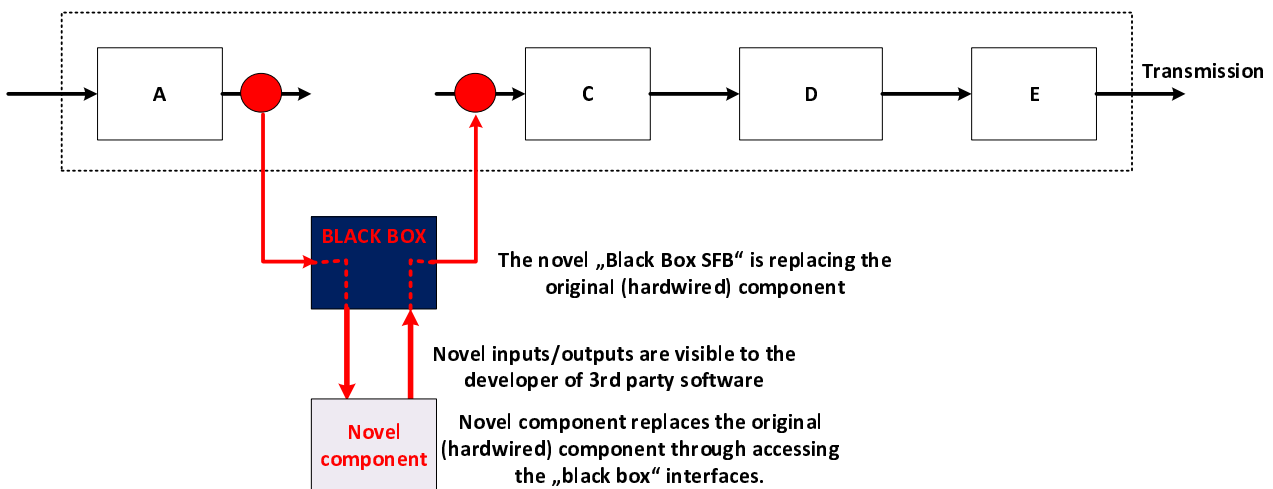 A
C
D
E
Transmission
BLACK BOX
The novel „Black Box SFB“ is replacing the
original (hardwired) component
Novel inputs/outputs are visible to the
developer of 3rd party software
Novel
component
Novel component replaces the original
(hardwired) component through accessing
the „black box“ interfaces.